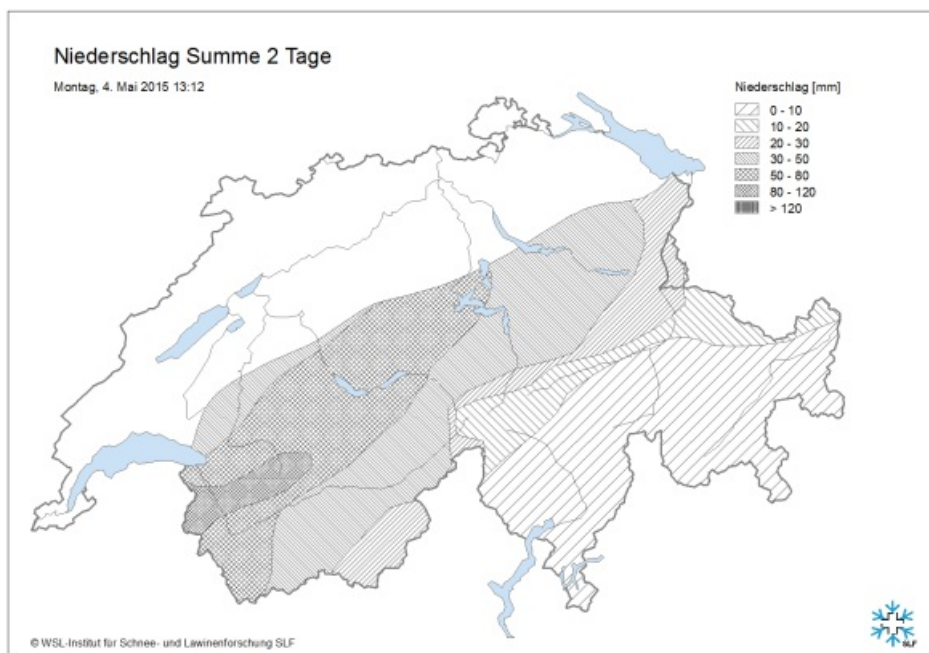 Niederschlag Summe 2 Tage
Montag, 4. Mai 2015 13:12
Niederschlag [mm]
0 - 10
10 - 20
20 - 30
30 - 50
50 - 80
80 - 120
> 120
© WSL-Institut für Schnee- und Lawinenforschung SLF
SLF